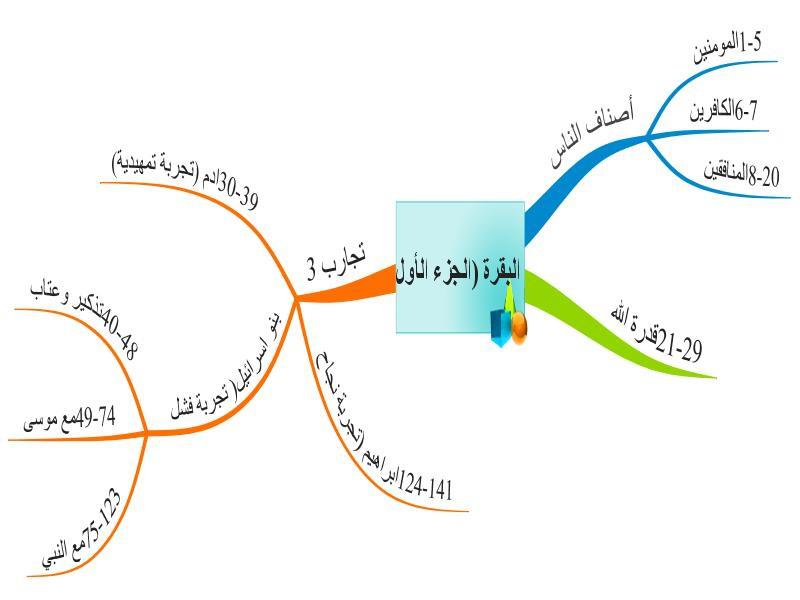 البقرة (الجزء الأول
أصناف الناس
1-5المومنين
6-7الكافرين
8-20المنافقين
21-29قدرة الله
3 تجارب
30-39ادم (تجربة تمهيدية)
بنو اسرائيل( تجربة فشل
40-48تذكير وعتاب
49-74مع موسى
75-123مع النبي
124-141ابراهيم (تجربة نجاح